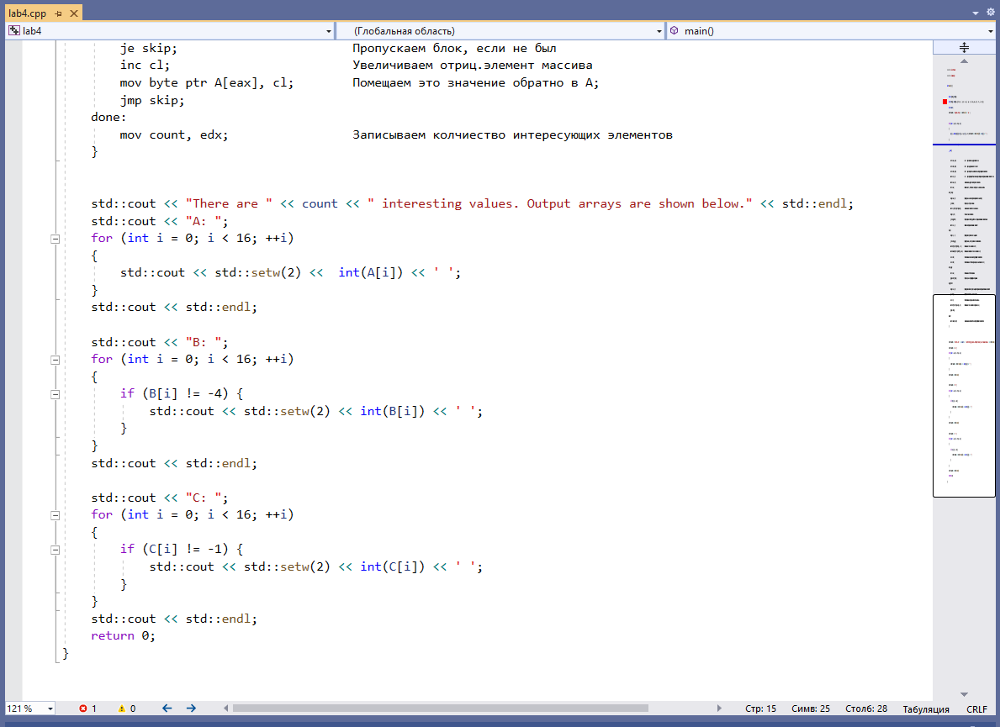 lab4.cpp
lab4 (Глобальная область) main()
je skip; Пропускаем блок, если не был
inc cl; Увеличиваем отриц.элемент массива
mov byte ptr A[eax], cl; Помещаем это значение обратно в A;
jmp skip;
done:
mov count, edx; Записываем колчиество интересующих элементов
}
std::cout << "There are " << count << " interesting values. Output arrays are shown below." << std::endl;
std::cout << "A: ";
for (int i = 0; i < 16; ++i)
{
std::cout << std::setw(2) <<  int(A[i]) << ' ';
}
std::cout << std::endl;
std::cout << "B: ";
for (int i = 0; i < 16; ++i)
{
if (B[i] != -4) {
std::cout << std::setw(2) << int(B[i]) << ' ';
}
}
std::cout << std::endl;
std::cout << "C: ";
for (int i = 0; i < 16; ++i)
{
if (C[i] != -1) {
std::cout << std::setw(2) << int(C[i]) << ' ';
}
}
std::cout << std::endl;
return 0;
}
121 % 1 0 Стр: 15 Симв: 25 Столб: 28 Табуляция CRLF